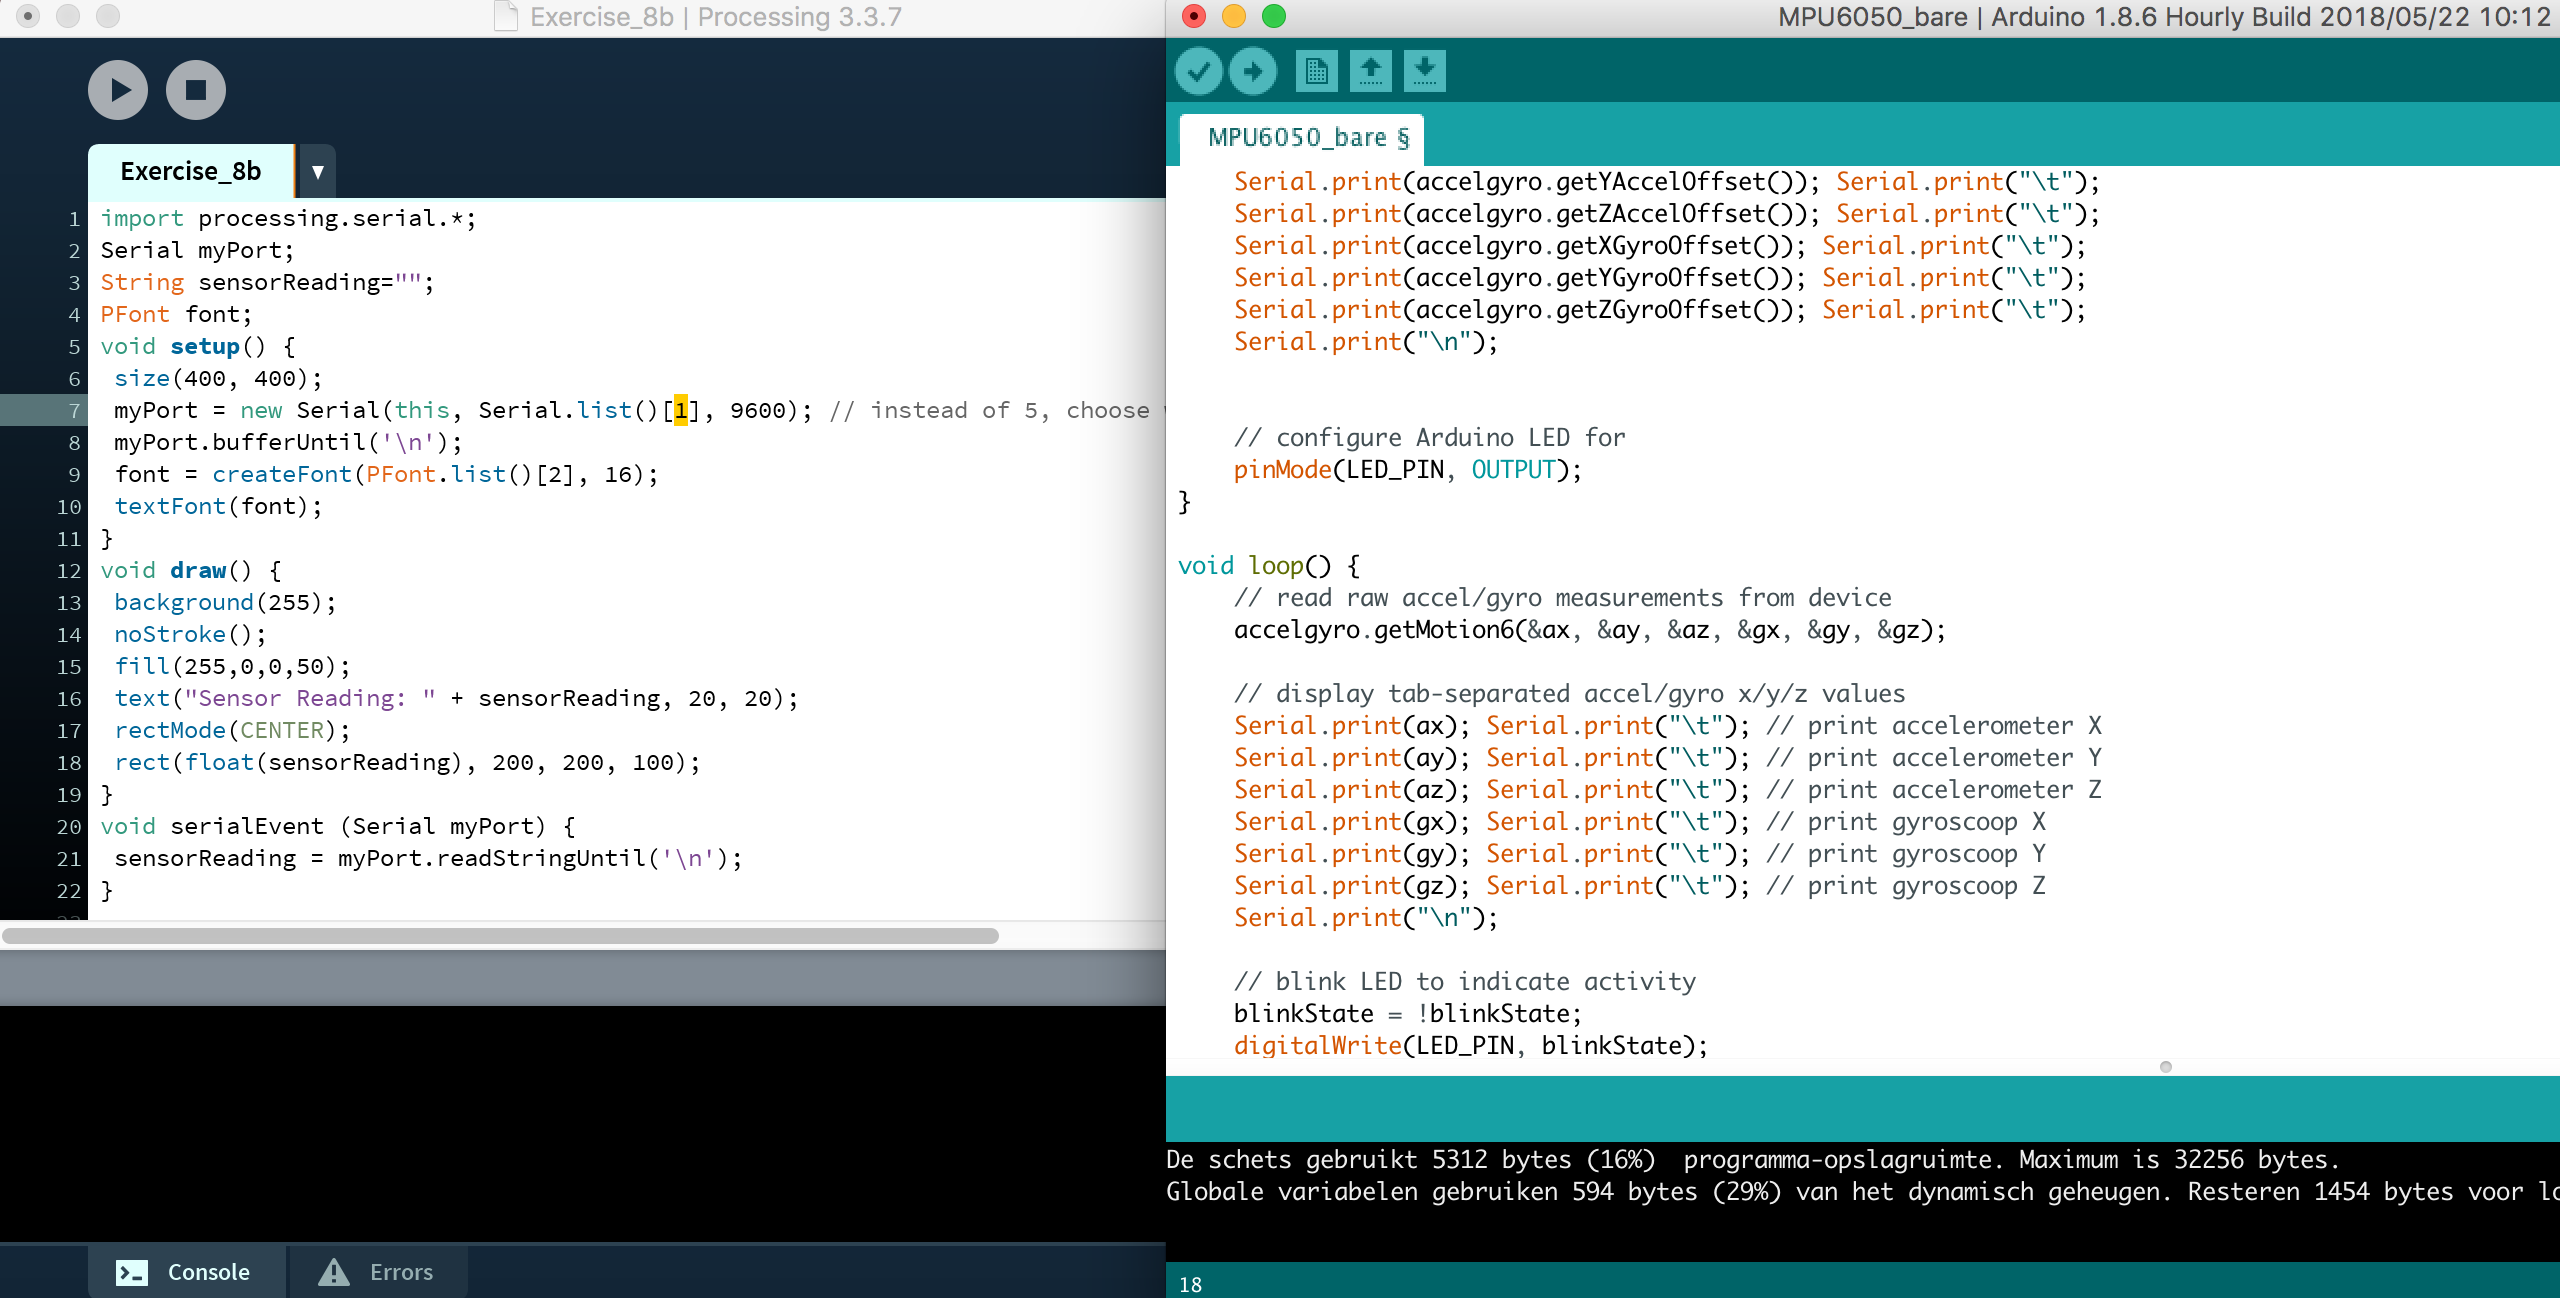 Exercise_8b | Processing 3.3.7
Exercise_8b ▼
1 import processing.serial.*;
2 Serial myPort;
3 String sensorReading="";
4 PFont font;
5 void setup() {
6 size(400, 400);
7 myPort = new Serial(this, Serial.list()[1], 9600); // instead of 5, choose
8 myPort.bufferUntil('\n');
9 font = createFont(PFont.list()[2], 16);
10 textFont(font);
11 }
12 void draw() {
13 background(255);
14 noStroke();
15 fill(255,0,0,50);
16 text("Sensor Reading: " + sensorReading, 20, 20);
17 rectMode(CENTER);
18 rect(float(sensorReading), 200, 200, 100);
19 }
20 void serialEvent (Serial myPort) {
21 sensorReading = myPort.readStringUntil('\n');
22 }
Console
Errors
MPU6050_bare | Arduino 1.8.6 Hourly Build 2018/05/22 10:12
MPU6050_bare §
Serial.print(accelgyro.getYAccelOffset()); Serial.print("\t");
Serial.print(accelgyro.getZAccelOffset()); Serial.print("\t");
Serial.print(accelgyro.getXGyroOffset()); Serial.print("\t");
Serial.print(accelgyro.getYGyroOffset()); Serial.print("\t");
Serial.print(accelgyro.getZGyroOffset()); Serial.print("\t");
Serial.print("\n");
// configure Arduino LED for
pinMode(LED_PIN, OUTPUT);
}
void loop() {
// read raw accel/gyro measurements from device
accelgyro.getMotion6(&ax, &ay, &az, &gx, &gy, &gz);
// display tab-separated accel/gyro x/y/z values
Serial.print(ax); Serial.print("\t"); // print accelerometer X
Serial.print(ay); Serial.print("\t"); // print accelerometer Y
Serial.print(az); Serial.print("\t"); // print accelerometer Z
Serial.print(gx); Serial.print("\t"); // print gyroscoop X
Serial.print(gy); Serial.print("\t"); // print gyroscoop Y
Serial.print(gz); Serial.print("\t"); // print gyroscoop Z
Serial.print("\n");
// blink LED to indicate activity
blinkState = !blinkState;
digitalWrite(LED_PIN, blinkState);
De schets gebruikt 5312 bytes (16%) programma-opslagruimte. Maximum is 32256 bytes.
Globale variabelen gebruiken 594 bytes (29%) van het dynamisch geheugen. Resteren 1454 bytes voor
18